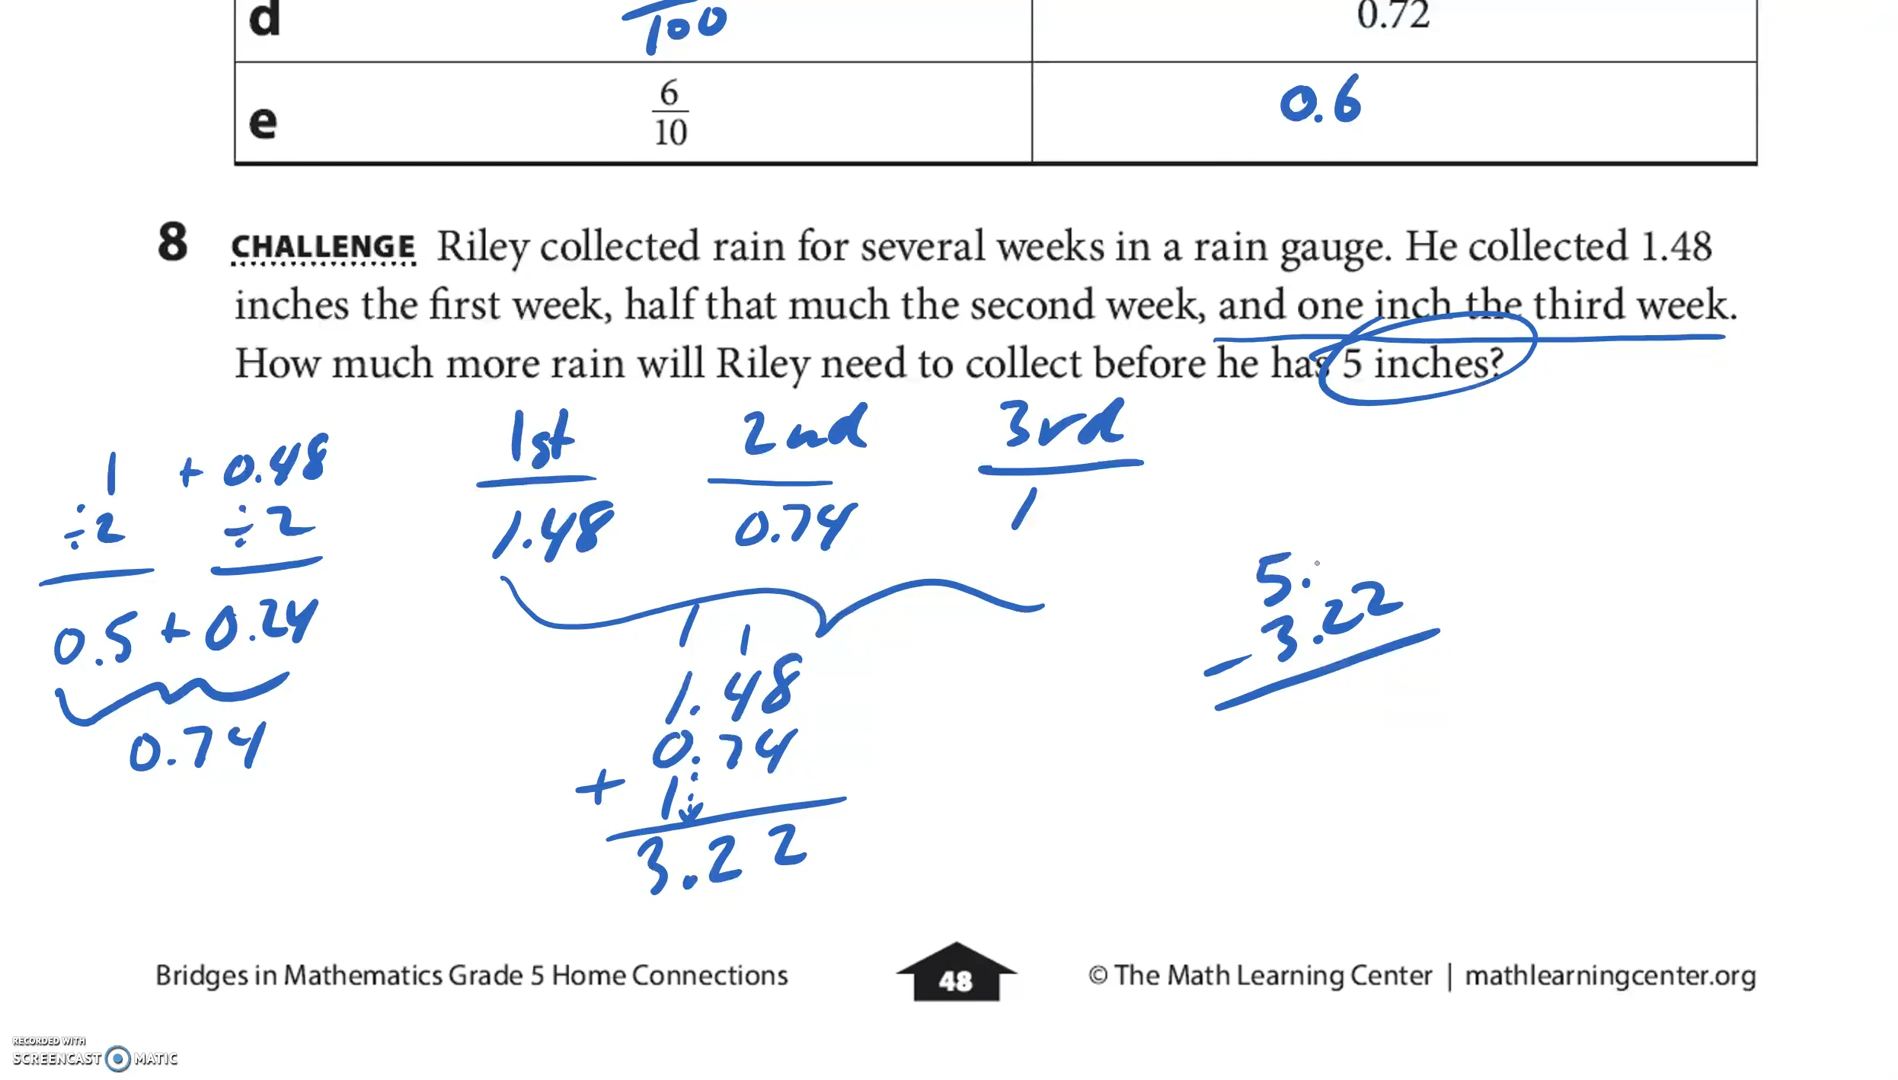 d 100 0.72
e 6/10 0.6
8 CHALLENGE Riley collected rain for several weeks in a rain gauge. He collected 1.48
inches the first week, half that much the second week, and one inch the third week.
How much more rain will Riley need to collect before he has 5 inches?
1st 2nd 3rd
1 + 0.48
÷2 ÷2
1.48 0.74 1
0.5 + 0.24
0.74
1 1
1.48
0.74
+ 1.
3.22
5.
- 3.22
Bridges in Mathematics Grade 5 Home Connections 48 © The Math Learning Center | mathlearningcenter.org
RECORDED WITH
SCREENCAST MATIC